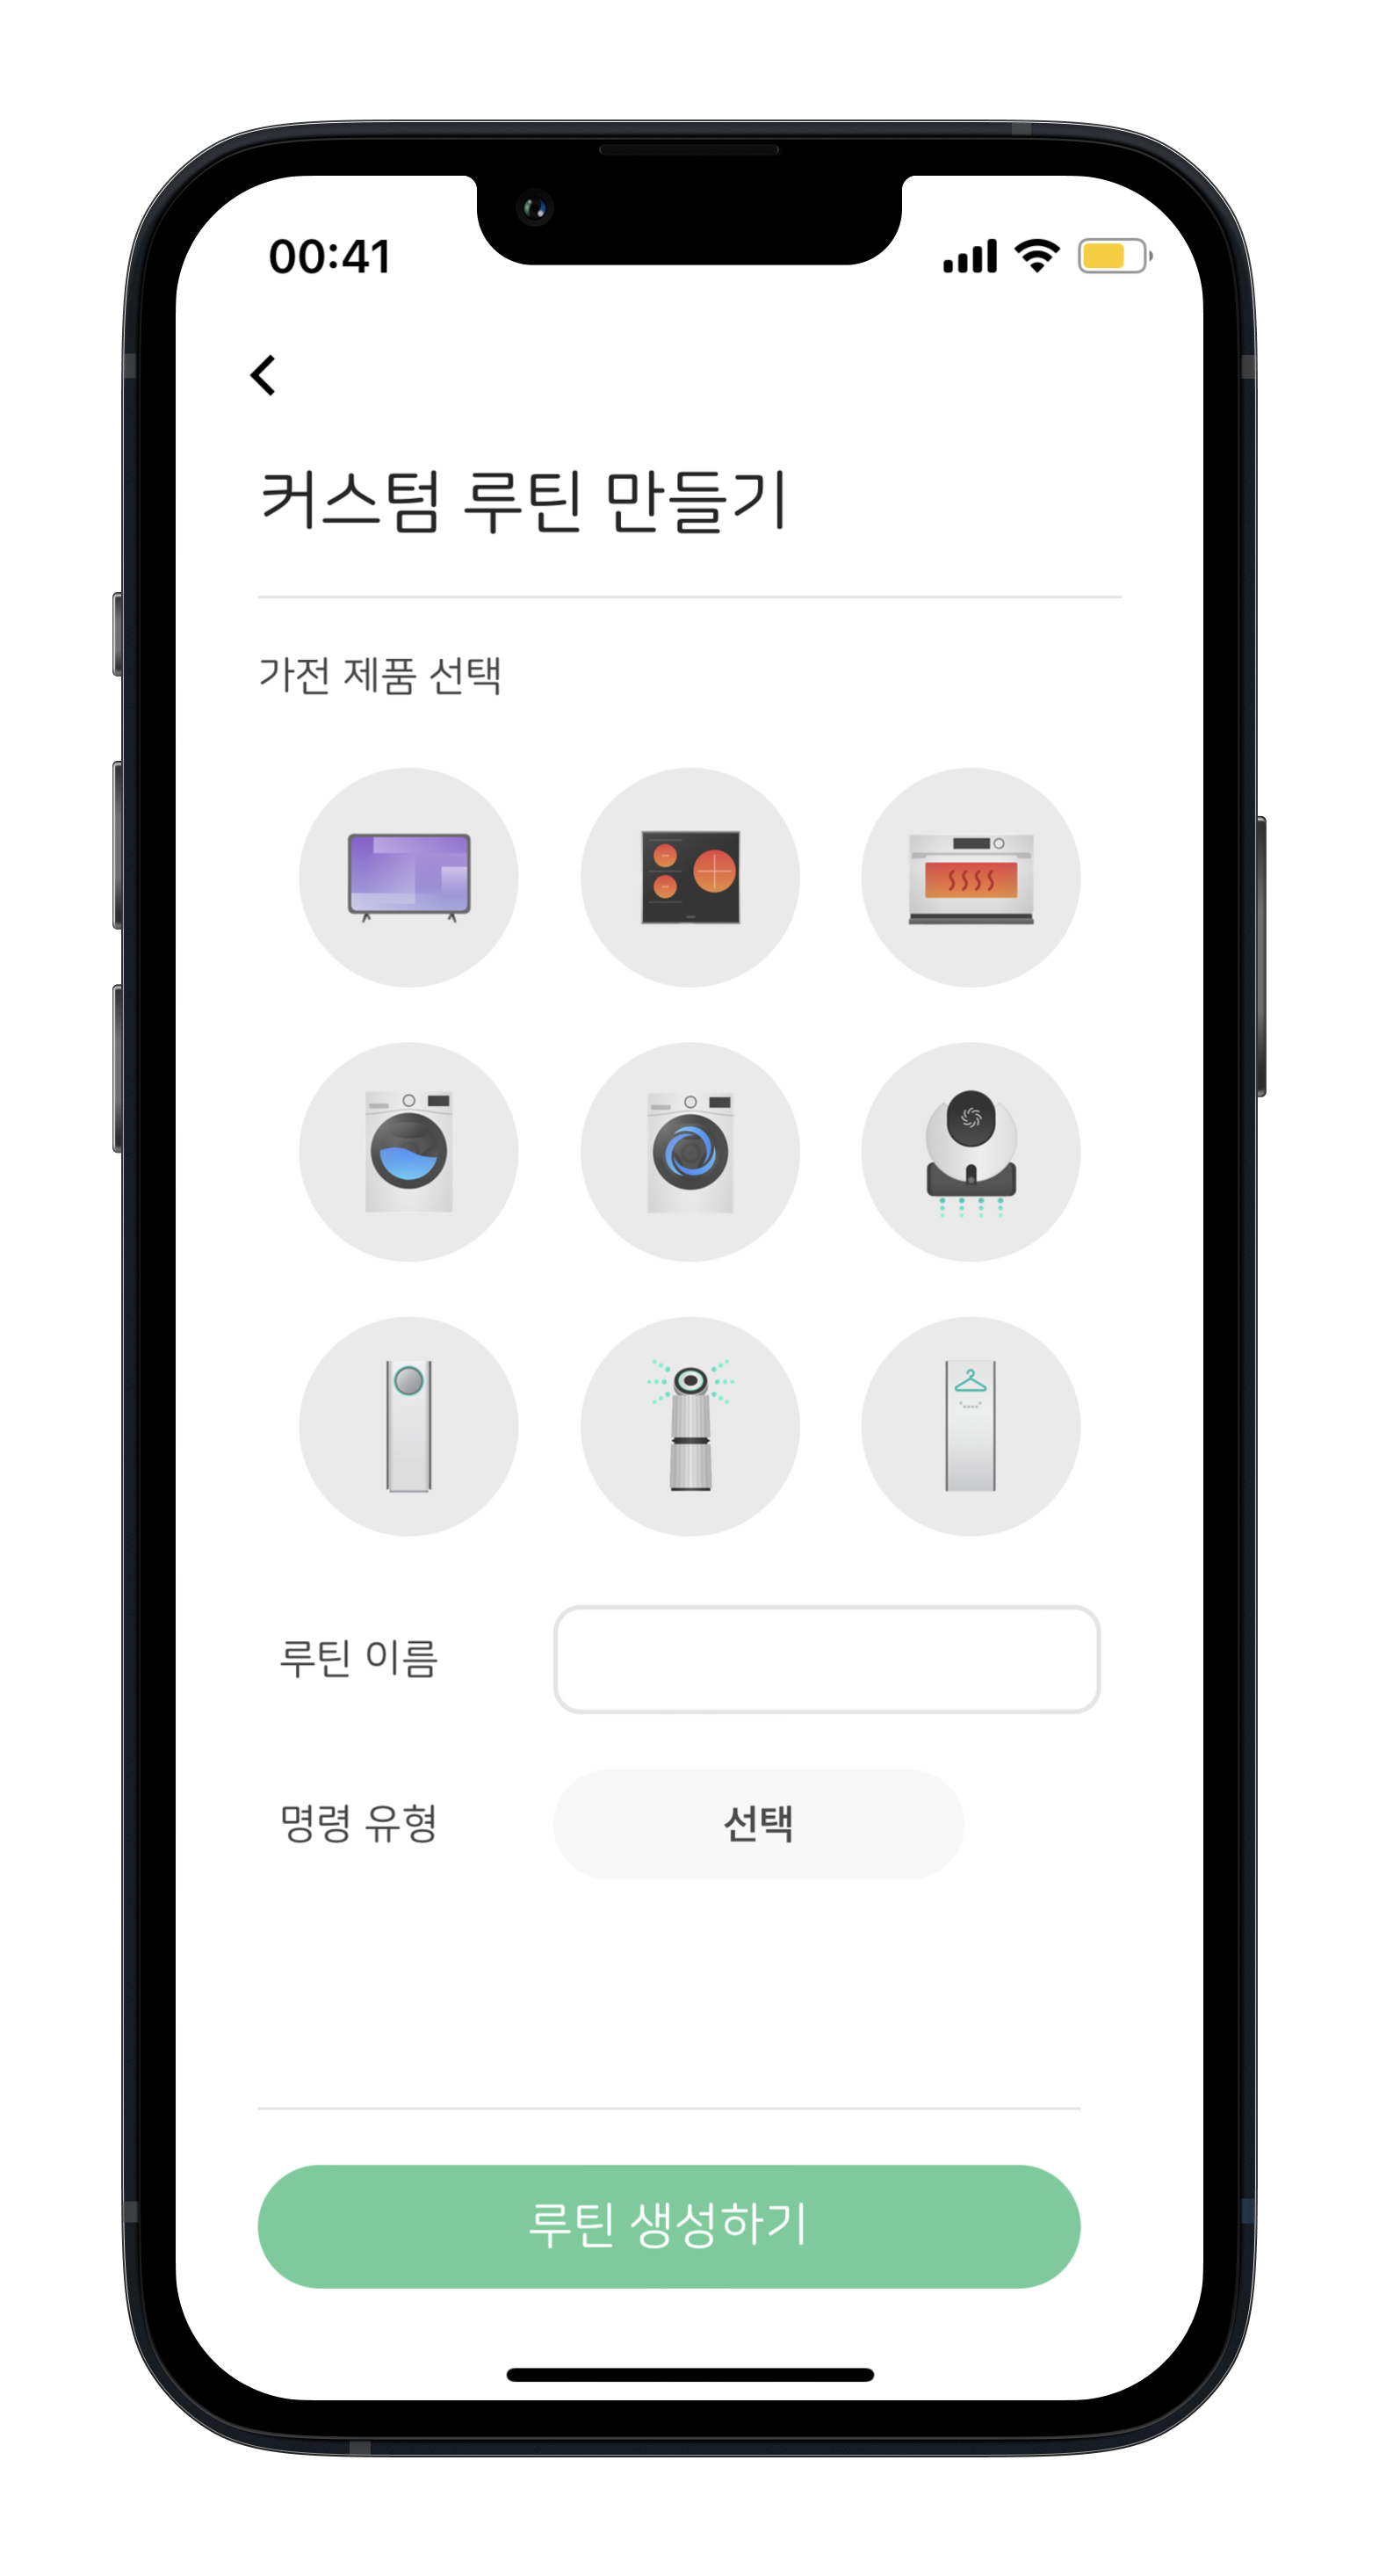 00:41
커스텀 루틴 만들기
가전 제품 선택
루틴 이름
명령 유형
선택
루틴 생성하기